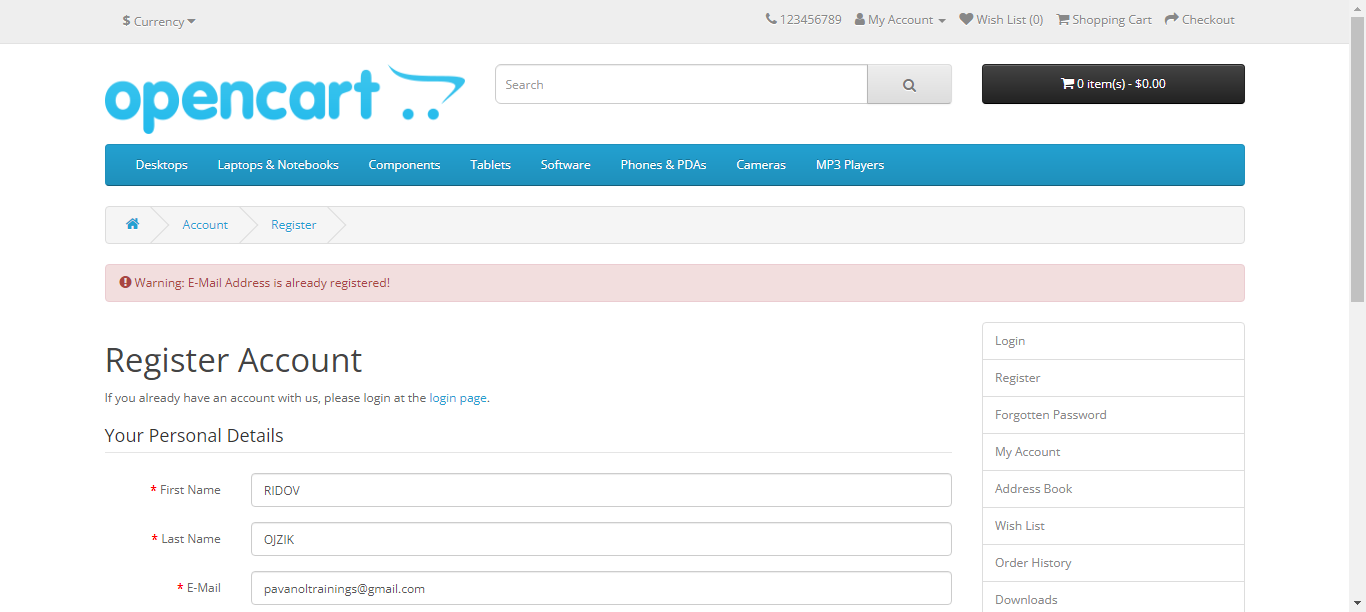 $ Currency
123456789 My Account Wish List (0) Shopping Cart Checkout
opencart
Search
0 item(s) - $0.00
Desktops Laptops & Notebooks Components Tablets Software Phones & PDAs Cameras MP3 Players
Account Register
Warning: E-Mail Address is already registered!
Register Account
If you already have an account with us, please login at the login page.
Your Personal Details
* First Name RIDOV
* Last Name OJZIK
* E-Mail pavanoltrainings@gmail.com
Login
Register
Forgotten Password
My Account
Address Book
Wish List
Order History
Downloads